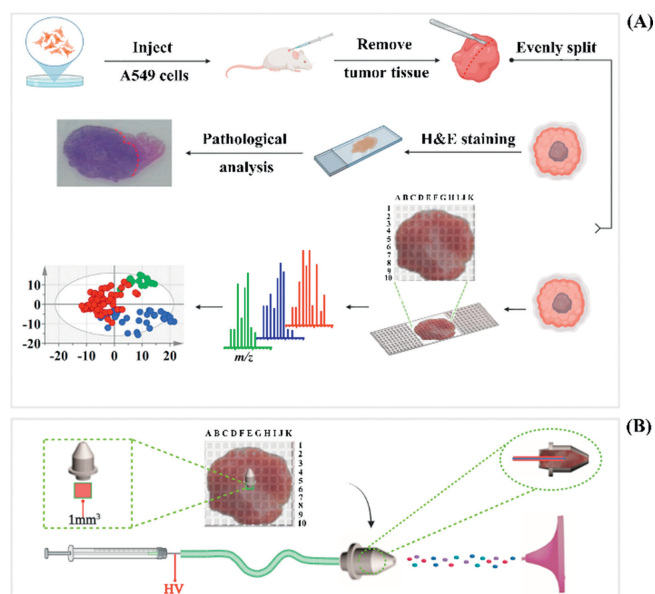 (A)
Inject
A549 cells
Remove
tumor tissue
Evenly split
Pathological
analysis
H&E staining
A B C D E F G H I J K
1
2
3
4
5
6
7
8
9
10
10
0
-10
-20
-20 -10 0 10 20
m/z
(B)
1mm³
A B C D F E G H I J K
1
2
3
4
5
6
7
8
9
10
HV